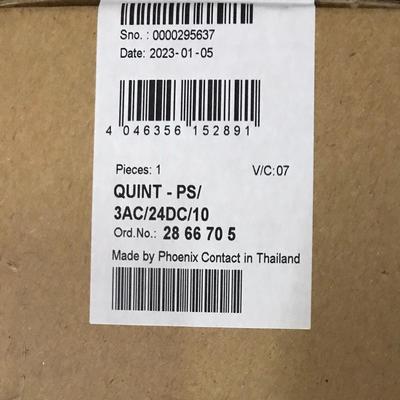 Sno. : 0000295637
Date: 2023-01-05
4 046356 152891
Pieces: 1 V/C:07
QUINT - PS/
3AC/24DC/10
Ord.No.: 28 66 70 5
Made by Phoenix Contact in Thailand